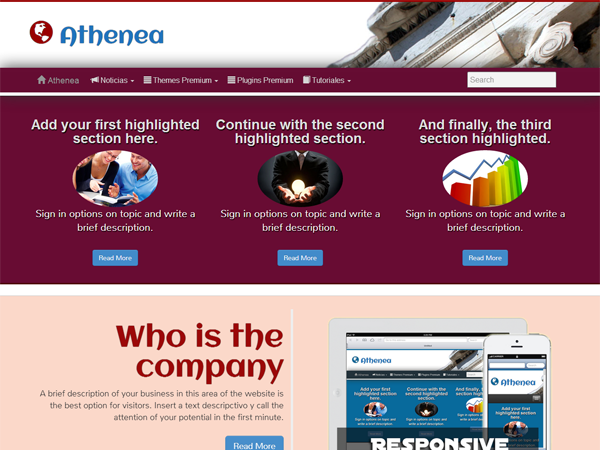 Athenea
Athenea Noticias Themes Premium Plugins Premium Tutoriales Search
Add your first highlighted
section here.
Continue with the second
highlighted section.
And finally, the third
section highlighted.
Sign in options on topic and write a
brief description.
Sign in options on topic and write a
brief description.
Sign in options on topic and write a
brief description.
Read More
Read More
Read More
Who is the
company
A brief description of your business in this area of the website is
the best option for visitors. Insert a text descriptivo y call the
attention of your potential in the first minute.
Read More
Athenea
Add your first
highlighted section
here.
Continue with the
second highlighted
section.
And finally, the third
Athenea
Add your first
highlighted section
here.
RESPONSIVE